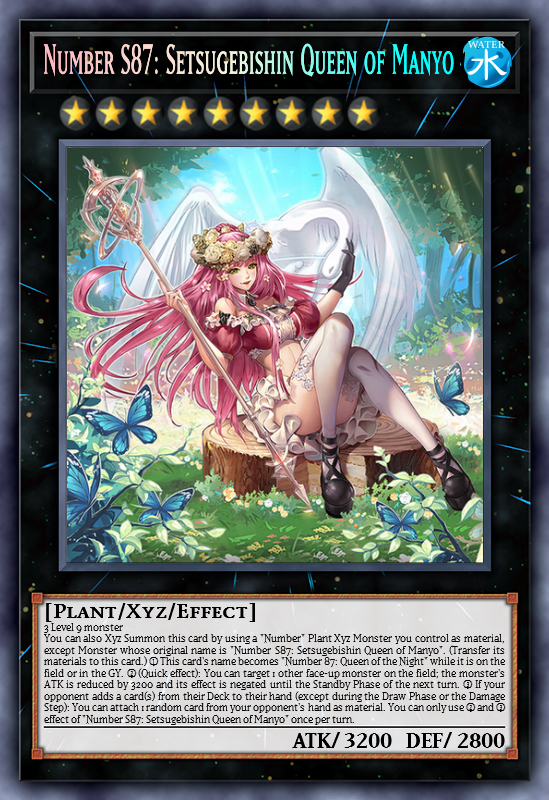 Number S87: Setsugebishin Queen of Manyo
WATER
水
[Plant/Xyz/Effect]
3 Level 9 monster
You can also Xyz Summon this card by using a "Number" Plant Xyz Monster you control as material,
except Monster whose original name is "Number S87: Setsugebishin Queen of Manyo". (Transfer its
materials to this card.) ① This card's name becomes "Number 87: Queen of the Night" while it is on the
field or in the GY. ② (Quick effect): You can target 1 other face-up monster on the field; the monster's
ATK is reduced by 3200 and its effect is negated until the Standby Phase of the next turn. ③ If your
opponent adds a card(s) from their Deck to their hand (except during the Draw Phase or the Damage
Step): You can attach 1 random card from your opponent's hand as material. You can only use ② and ③
effect of "Number S87: Setsugebishin Queen of Manyo" once per turn.
ATK/ 3200 DEF/ 2800